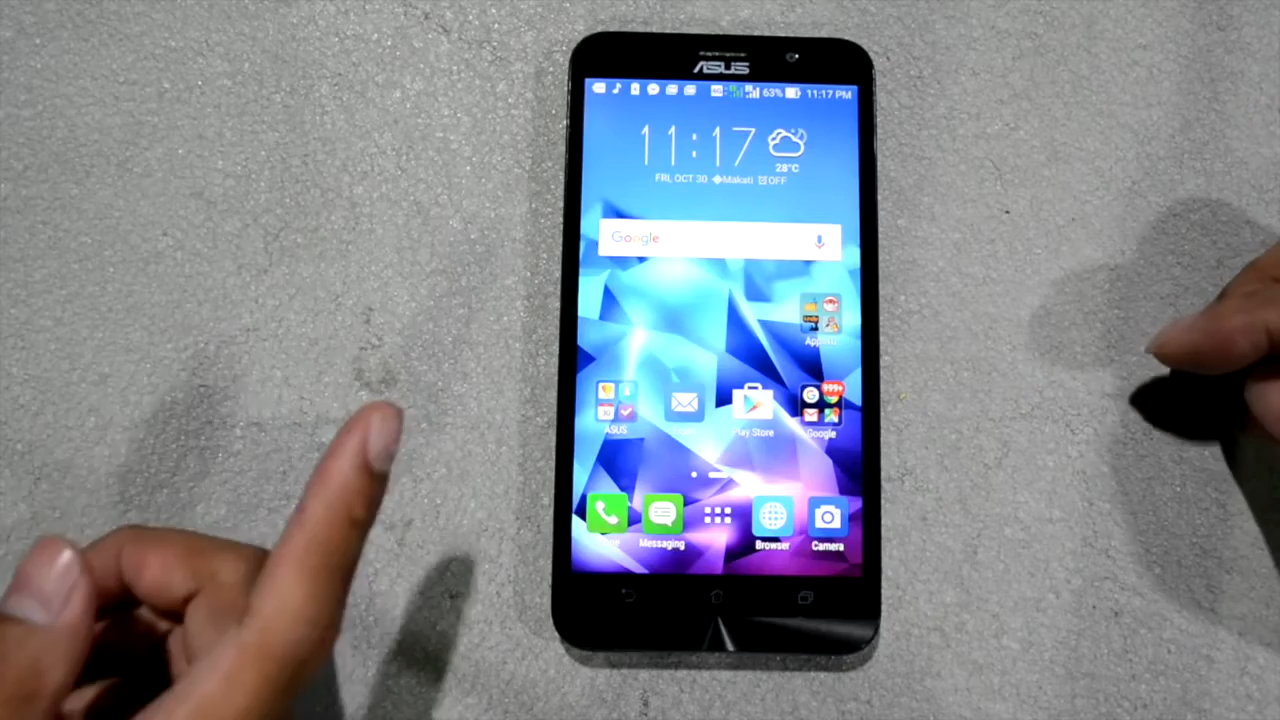 ASUS
63% 11:17 PM
11:17
28°C
FRI, OCT 30 Makati OFF
Google
ASUS
Play Store
999+
Google
Messaging
Browser
Camera